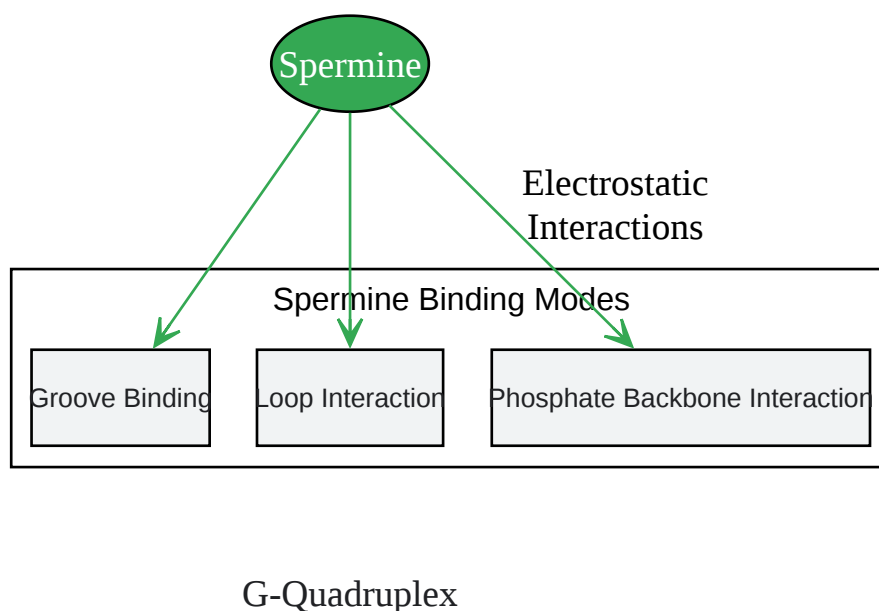 Spermine
Electrostatic
Interactions
Spermine Binding Modes
Groove Binding
Loop Interaction
Phosphate Backbone Interaction
G-Quadruplex